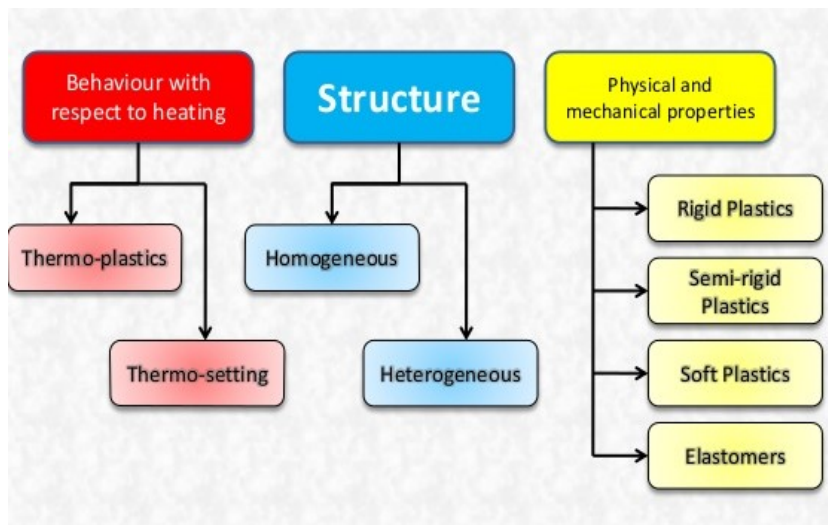 Behaviour with
respect to heating
Structure
Physical and
mechanical properties
Thermo-plastics
Thermo-setting
Homogeneous
Heterogeneous
Rigid Plastics
Semi-rigid
Plastics
Soft Plastics
Elastomers